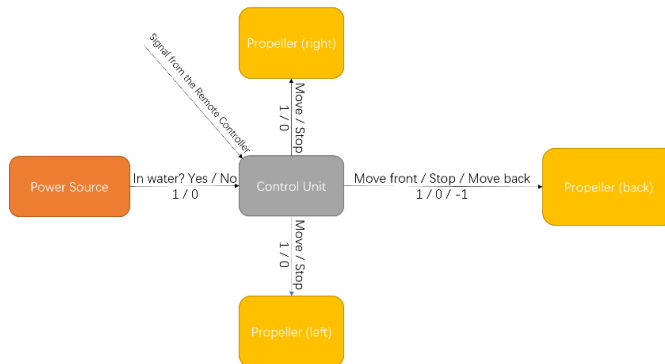 Propeller (right)
Signal from the Remote Controller
Move / Stop
1 / 0
Power Source
In water? Yes / No
1 / 0
Control Unit
Move front / Stop / Move back
1 / 0 / -1
Propeller (back)
Move / Stop
1 / 0
Propeller (left)